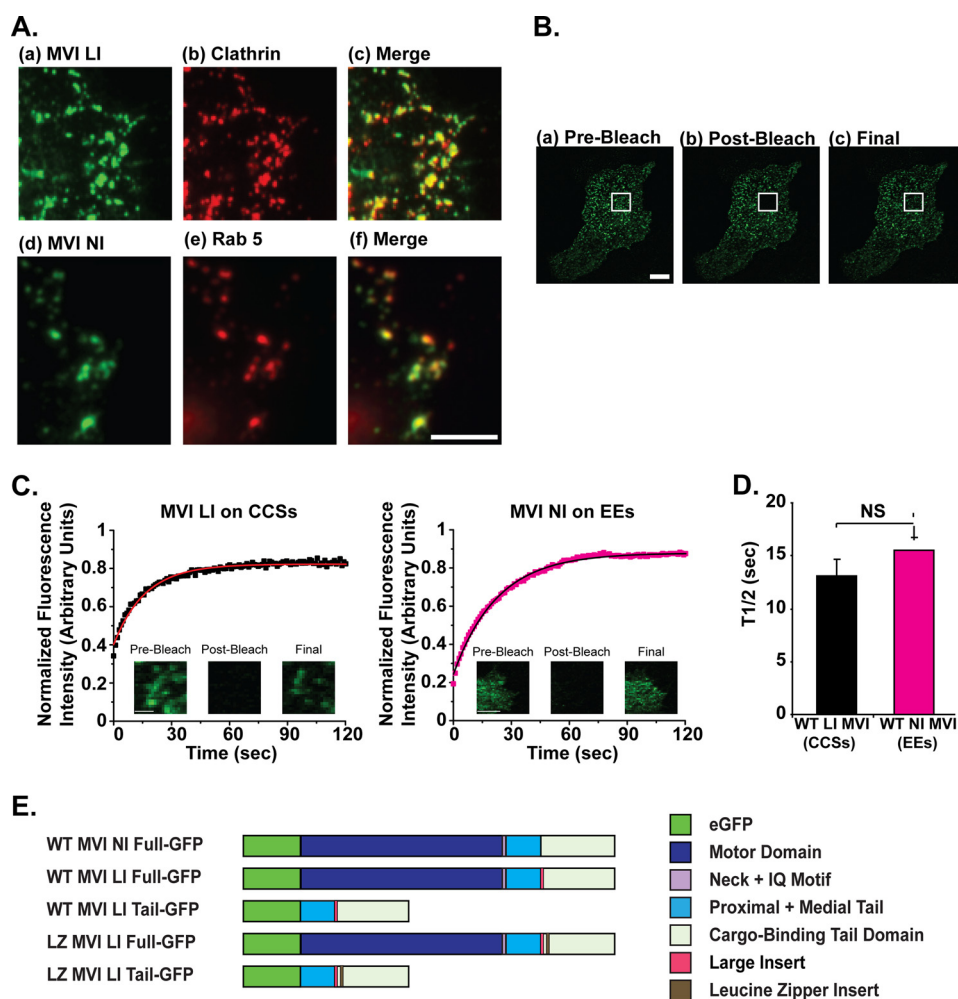 A.
(a) MVI LI
(b) Clathrin
(c) Merge
(d) MVI NI
(e) Rab 5
(f) Merge
B.
(a) Pre-Bleach
(b) Post-Bleach
(c) Final
C.
MVI LI on CCSs
Normalized Fluorescence
Intensity (Arbitrary Units)
1
0.8
0.6
0.4
0.2
0
Pre-Bleach
Post-Bleach
Final
0
30
60
90
120
Time (sec)
MVI NI on EEs
Normalized Fluorescence
Intensity (Arbitrary Units)
1
0.8
0.6
0.4
0.2
0
Pre-Bleach
Post-Bleach
Final
0
30
60
90
120
Time (sec)
D.
T1/2 (sec)
20
15
10
5
0
NS
WT LI MVI
(CCSs)
WT NI MVI
(EEs)
E.
WT MVI NI Full-GFP
WT MVI LI Full-GFP
WT MVI LI Tail-GFP
LZ MVI LI Full-GFP
LZ MVI LI Tail-GFP
eGFP
Motor Domain
Neck + IQ Motif
Proximal + Medial Tail
Cargo-Binding Tail Domain
Large Insert
Leucine Zipper Insert